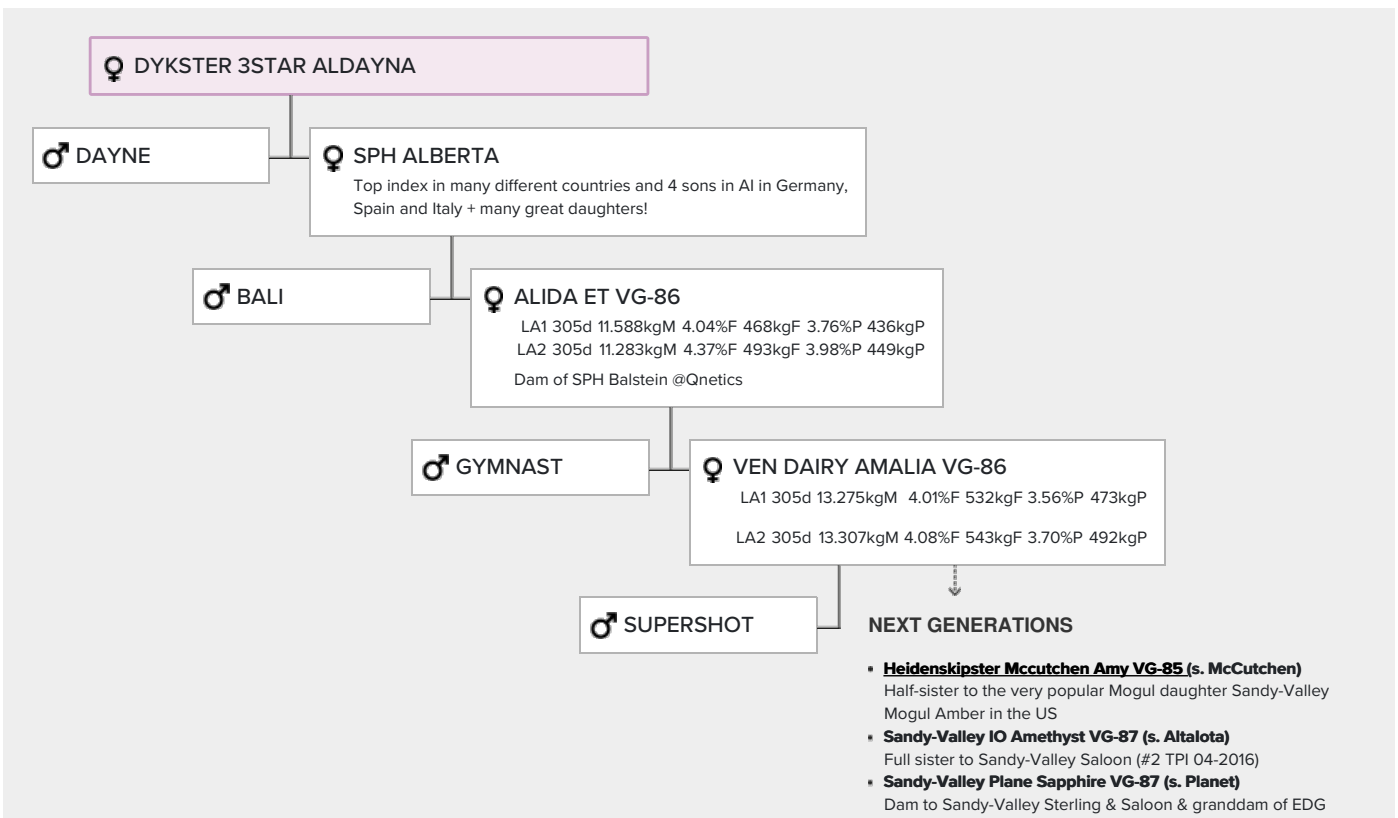 DYKSTER 3STAR ALDAYNA
DAYNE
SPH ALBERTA
Top index in many different countries and 4 sons in AI in Germany,
Spain and Italy + many great daughters!
BALI
ALIDA ET VG-86
LA1 305d 11.588kgM 4.04%F 468kgF 3.76%P 436kgP
LA2 305d 11.283kgM 4.37%F 493kgF 3.98%P 449kgP
Dam of SPH Balstein @Qnetics
GYMNAST
VEN DAIRY AMALIA VG-86
LA1 305d 13.275kgM 4.01%F 532kgF 3.56%P 473kgP
LA2 305d 13.307kgM 4.08%F 543kgF 3.70%P 492kgP
SUPERSHOT
NEXT GENERATIONS
• Heidenskipster Mccutchen Amy VG-85 (s. McCutchen)
Half-sister to the very popular Mogul daughter Sandy-Valley
Mogul Amber in the US
• Sandy-Valley IO Amethyst VG-87 (s. Altalota)
Full sister to Sandy-Valley Saloon (#2 TPI 04-2016)
• Sandy-Valley Plane Sapphire VG-87 (s. Planet)
Dam to Sandy-Valley Sterling & Saloon & granddam of EDG